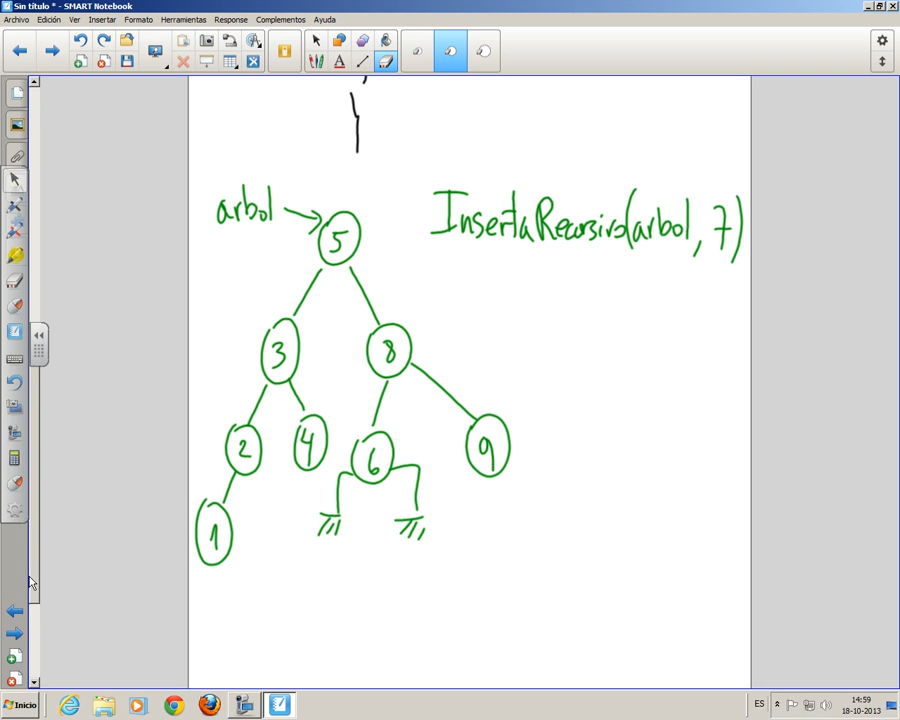 Sin título * - SMART Notebook
Archivo Edición Ver Insertar Formato Herramientas Response Complementos Ayuda
arbol
InsertaRecursivo(arbol, 7)
5
3
8
2
4
6
9
1
Inicio
ES
14:59
18-10-2013